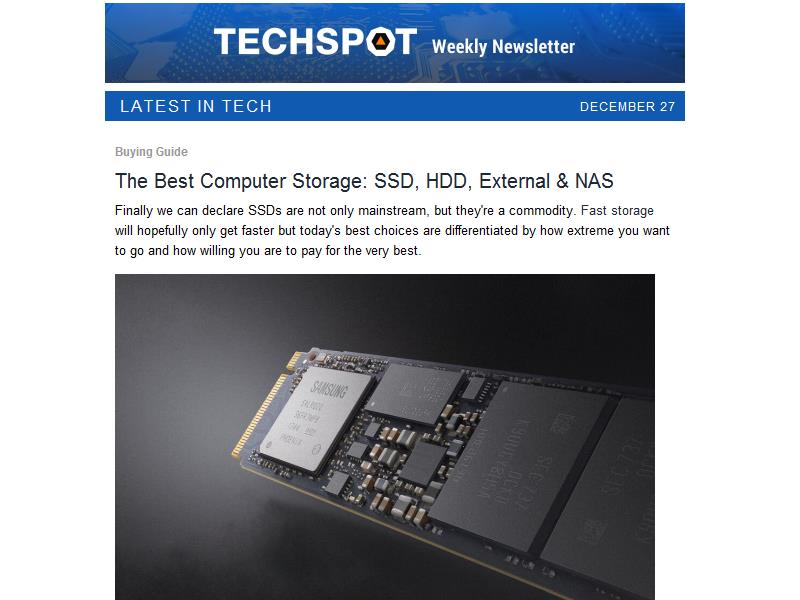 TECHSPOT Weekly Newsletter
LATEST IN TECH DECEMBER 27
Buying Guide
The Best Computer Storage: SSD, HDD, External & NAS
Finally we can declare SSDs are not only mainstream, but they're a commodity. Fast storage
will hopefully only get faster but today's best choices are differentiated by how extreme you want
to go and how willing you are to pay for the very best.
SAMSUNG
PHOENIX